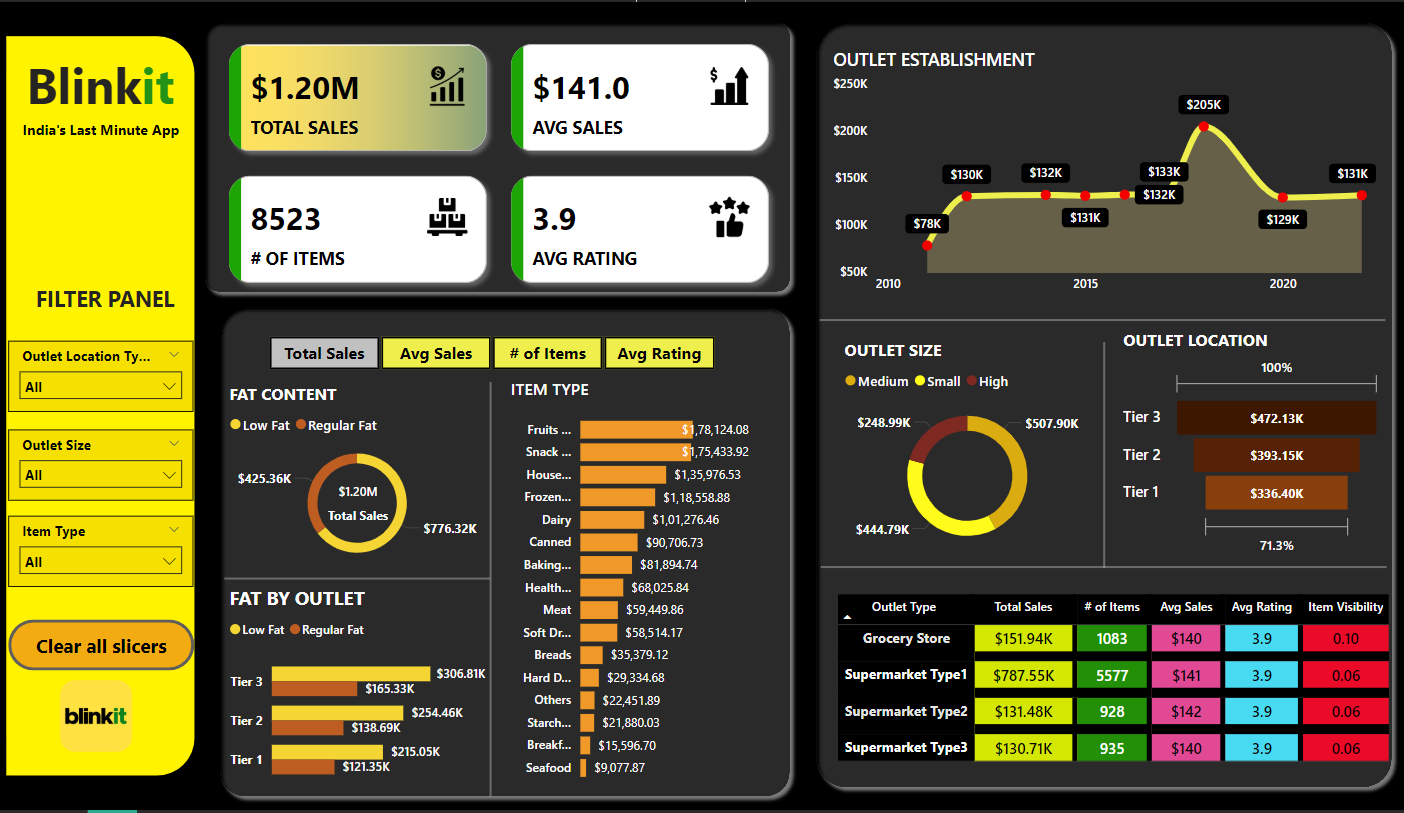 Blinkit
India's Last Minute App
FILTER PANEL
Outlet Location Ty...
All
Outlet Size
All
Item Type
All
Clear all slicers
blinkit
$1.20M
TOTAL SALES
$141.0
AVG SALES
8523
# OF ITEMS
3.9
AVG RATING
Total Sales
Avg Sales
# of Items
Avg Rating
FAT CONTENT
Low Fat Regular Fat
$425.36K
$1.20M
Total Sales
$776.32K
FAT BY OUTLET
Low Fat Regular Fat
Tier 3 $306.81K
$165.33K
Tier 2 $254.46K
$138.69K
Tier 1 $215.05K
$121.35K
ITEM TYPE
Fruits ... $1,78,124.08
Snack ... $1,75,433.92
House... $1,35,976.53
Frozen... $1,18,558.88
Dairy $1,01,276.46
Canned $90,706.73
Baking... $81,894.74
Health... $68,025.84
Meat $59,449.86
Soft Dr... $58,514.17
Breads $35,379.12
Hard D... $29,334.68
Others $22,451.89
Starch... $21,880.03
Breakf... $15,596.70
Seafood $9,077.87
OUTLET ESTABLISHMENT
$250K
$200K
$150K
$100K
$50K
$78K
$130K
$132K
$131K
$133K
$132K
$205K
$129K
$131K
2010 2015 2020
OUTLET SIZE
Medium Small High
$248.99K
$507.90K
$444.79K
OUTLET LOCATION
100%
Tier 3 $472.13K
Tier 2 $393.15K
Tier 1 $336.40K
71.3%
Outlet Type Total Sales # of Items Avg Sales Avg Rating Item Visibility
Grocery Store $151.94K 1083 $140 3.9 0.10
Supermarket Type1 $787.55K 5577 $141 3.9 0.06
Supermarket Type2 $131.48K 928 $142 3.9 0.06
Supermarket Type3 $130.71K 935 $140 3.9 0.06